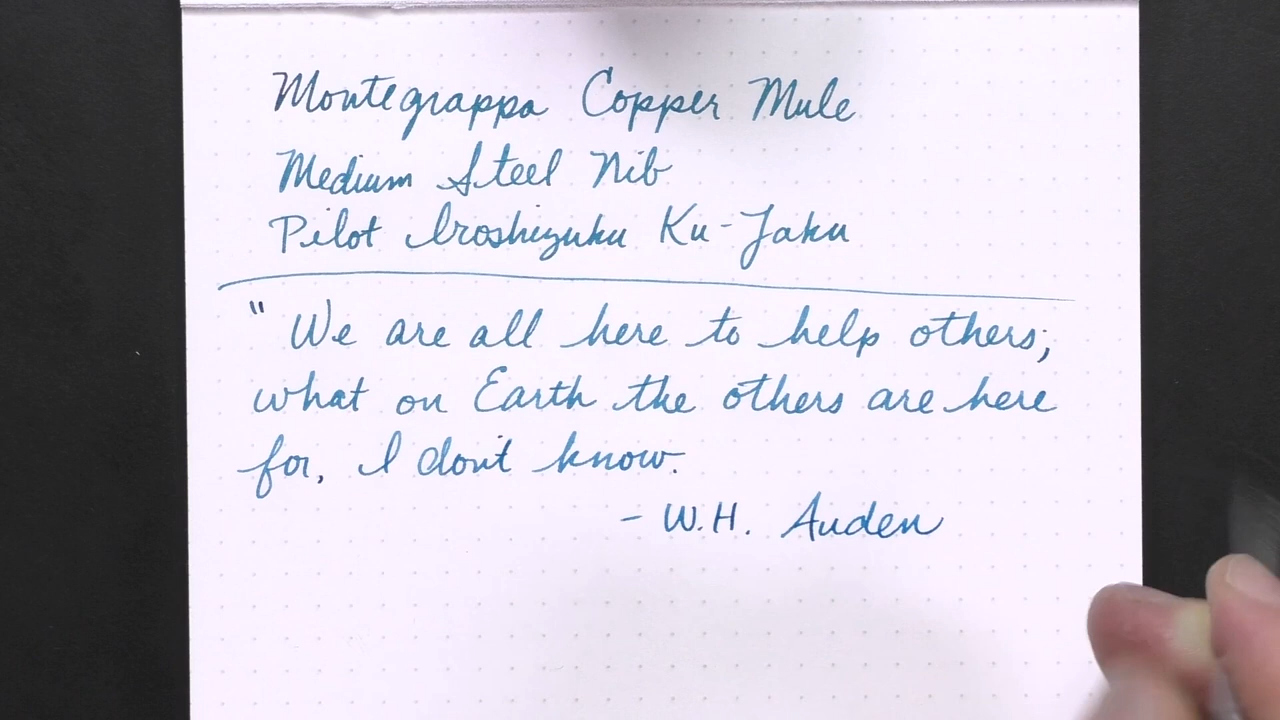 Montegrappa Copper Mule
Medium Steel Nib
Pilot Iroshizuku Ku-Jaku
"We are all here to help others;
what on Earth the others are here
for, I don't know.
- W.H. Auden